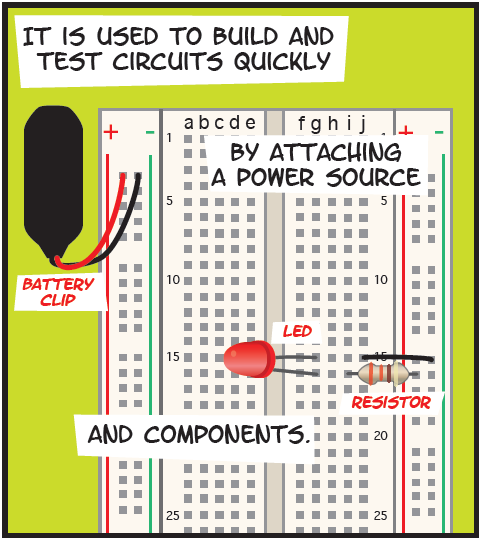 IT IS USED TO BUILD AND
TEST CIRCUITS QUICKLY
+ -
a b c d e
f g h i j
+ -
1
1
BY ATTACHING
A POWER SOURCE
5
5
BATTERY
CLIP
10
10
LED
15
15
RESISTOR
AND COMPONENTS.
20
25
25